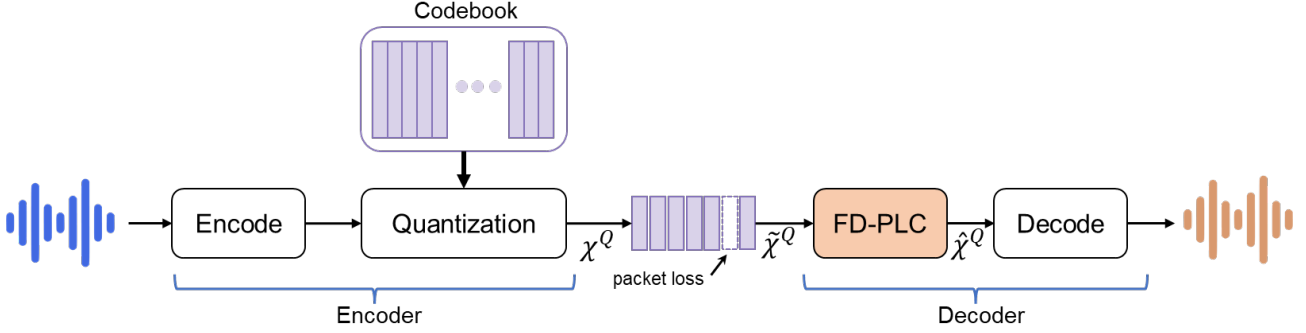 Codebook
Encode
Quantization
χ^Q
packet loss
χ̃^Q
FD-PLC
χ̂^Q
Decode
Encoder
Decoder